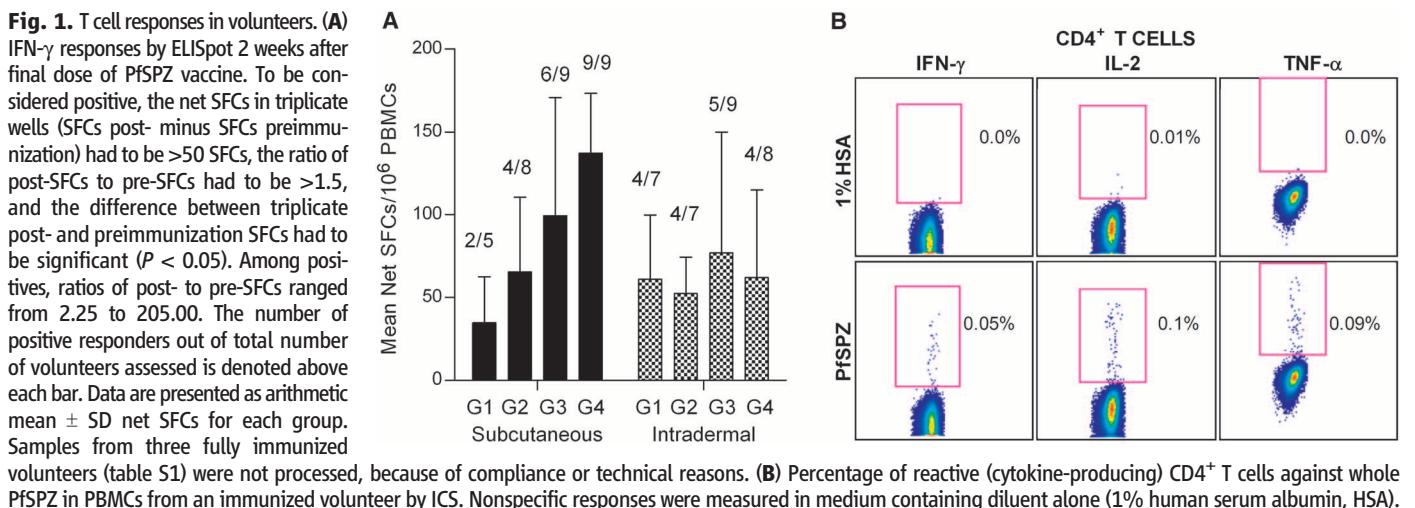 Fig. 1. T cell responses in volunteers. (A)
IFN-γ responses by ELISpot 2 weeks after
final dose of PfSPZ vaccine. To be con-
sidered positive, the net SFCs in triplicate
wells (SFCs post- minus SFCs preimmu-
nization) had to be >50 SFCs, the ratio of
post-SFCs to pre-SFCs had to be >1.5,
and the difference between triplicate
post- and preimmunization SFCs had to
be significant (P < 0.05). Among posi-
tives, ratios of post- to pre-SFCs ranged
from 2.25 to 205.00. The number of
positive responders out of total number
of volunteers assessed is denoted above
each bar. Data are presented as arithmetic
mean ± SD net SFCs for each group.
Samples from three fully immunized
volunteers (table S1) were not processed, because of compliance or technical reasons. (B) Percentage of reactive (cytokine-producing) CD4⁺ T cells against whole
PfSPZ in PBMCs from an immunized volunteer by ICS. Nonspecific responses were measured in medium containing diluent alone (1% human serum albumin, HSA).
A
Mean Net SFCs/10⁶ PBMCs
200
150
100
50
0
2/5
4/8
6/9
9/9
4/7
4/7
5/9
4/8
G1 G2 G3 G4 G1 G2 G3 G4
Subcutaneous Intradermal
B
CD4⁺ T CELLS
IFN-γ IL-2 TNF-α
1% HSA
0.0% 0.01% 0.0%
PfSPZ
0.05% 0.1% 0.09%